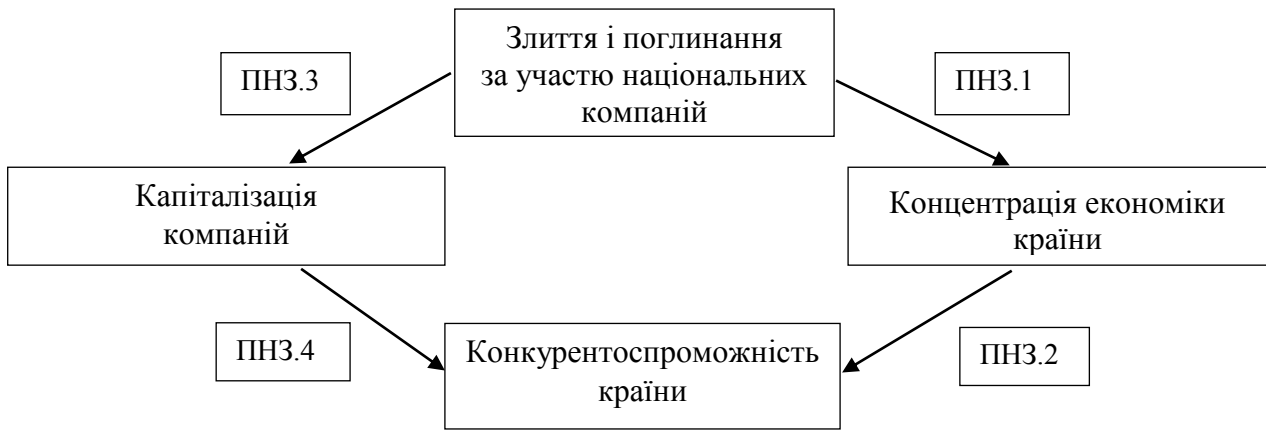 Злиття і поглинання
за участю національних
компаній
ПНЗ.3
ПНЗ.1
Капіталізація
компаній
Концентрація економіки
країни
ПНЗ.4
Конкурентоспроможність
країни
ПНЗ.2